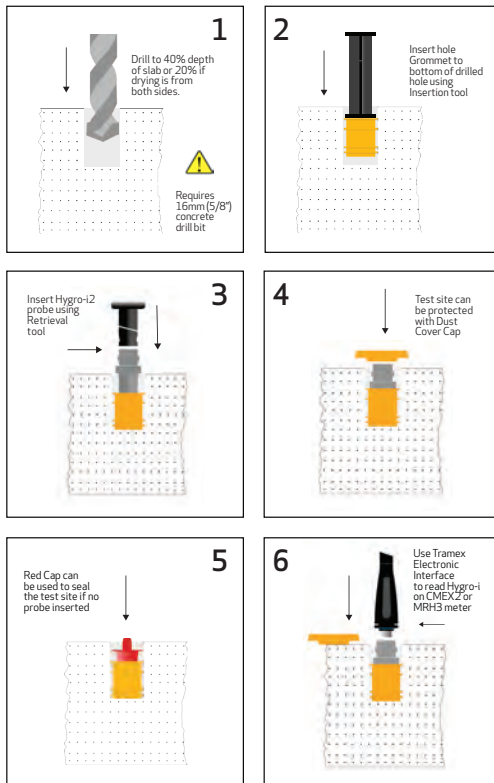 1
Drill to 40% depth
of slab or 20% if
drying is from
both sides.
Requires
16mm (5/8")
concrete
drill bit
2
Insert hole
Grommet to
bottom of drilled
hole using
Insertion tool
3
Insert Hygro-i2
probe using
Retrieval
tool
4
Test site can
be protected
with Dust
Cover Cap
5
Red Cap can
be used to seal
the test site if no
probe inserted
6
Use Tramex
Electronic
Interface
to read Hygro-i
on CMEX2 or
MRH3 meter